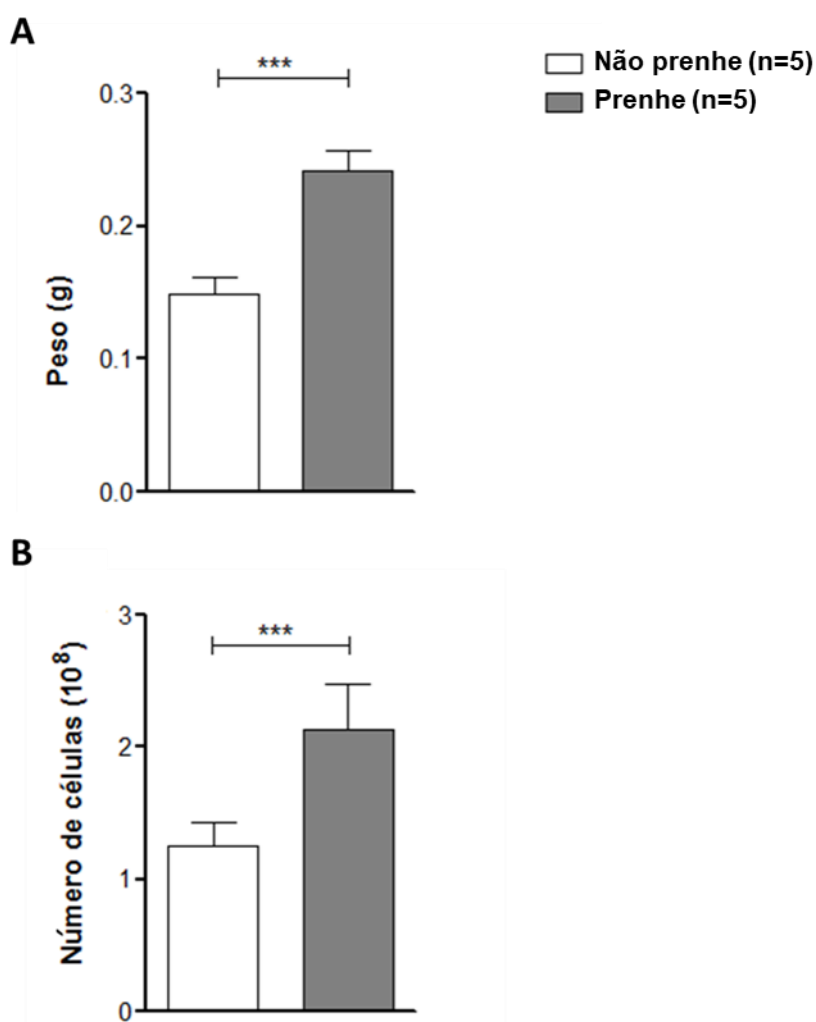 A
***
Não prenhe (n=5)
Prenhe (n=5)
0.3
0.2
0.1
0.0
Peso (g)
B
***
3
2
1
0
Número de células (10⁸)